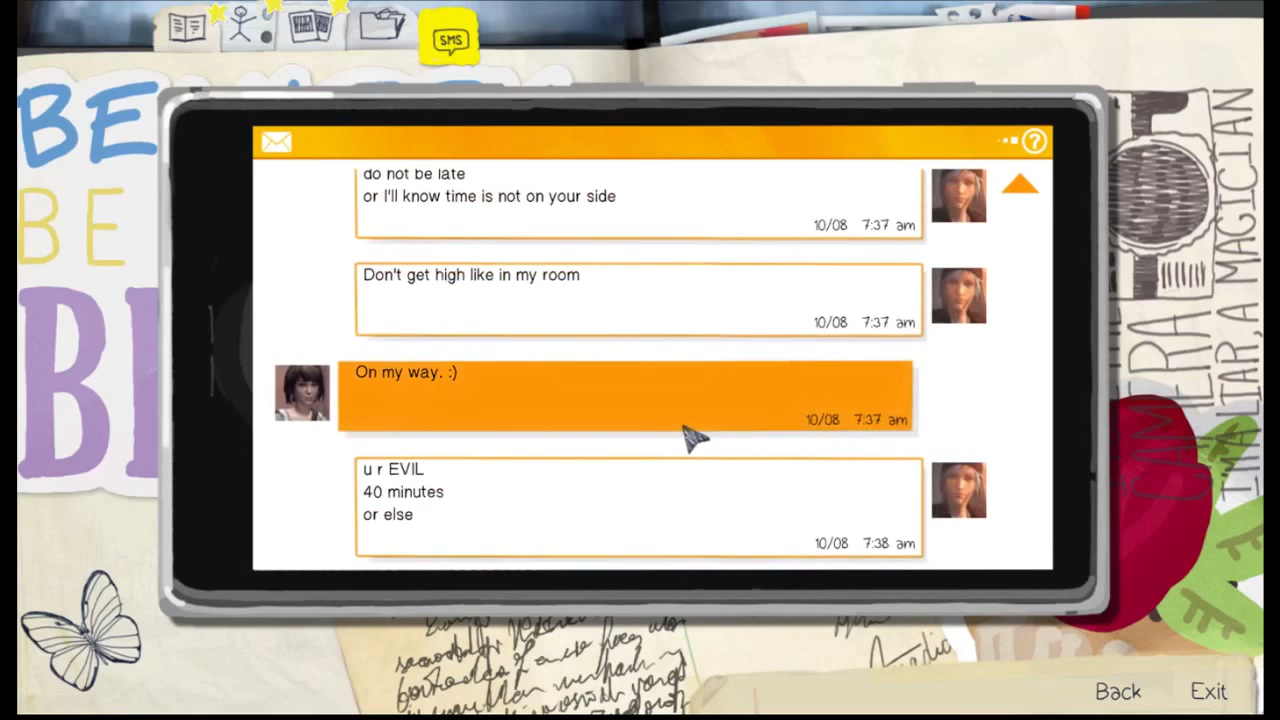 SMS
?
do not be late
or I'll know time is not on your side
10/08 7:37 am
Don't get high like in my room
10/08 7:37 am
On my way. :)
10/08 7:37 am
u r EVIL
40 minutes
or else
10/08 7:38 am
BE
BE
CAMERA
A MAGICIAN
Back Exit